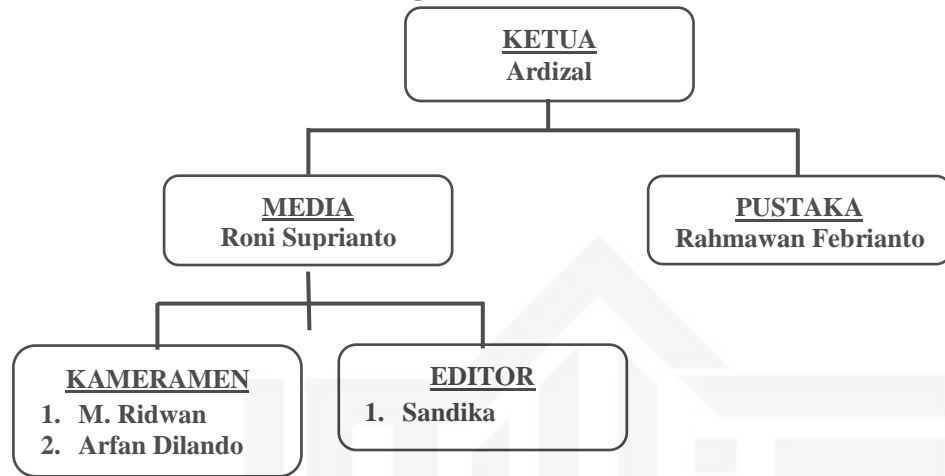 KETUA
Ardizal
MEDIA
Roni Suprianto
PUSTAKA
Rahmawan Febrianto
KAMERAMEN
1. M. Ridwan
2. Arfan Dilando
EDITOR
1. Sandika